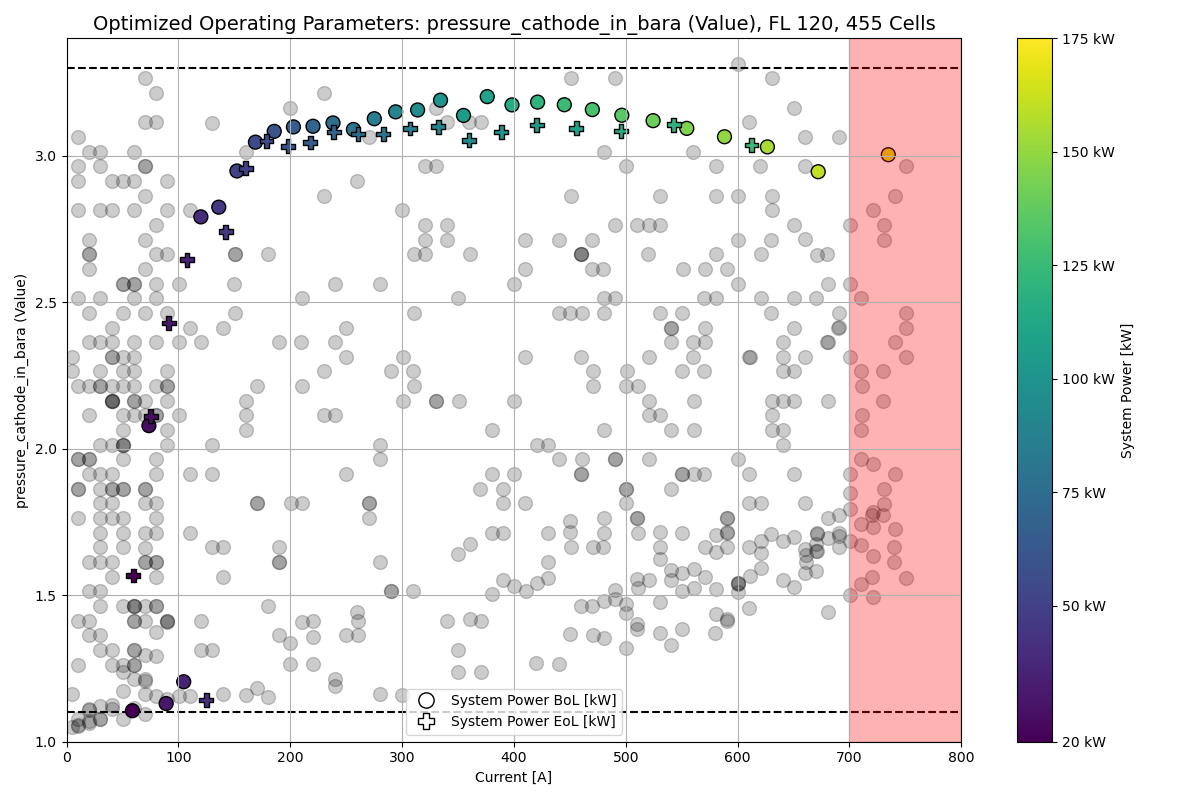 Optimized Operating Parameters: pressure_cathode_in_bara (Value), FL 120, 455 Cells
pressure_cathode_in_bara (Value)
3.0
2.5
2.0
1.5
1.0
0
100
200
300
400
500
600
700
800
Current [A]
System Power BoL [kW]
System Power EoL [kW]
175 kW
150 kW
125 kW
100 kW
75 kW
50 kW
20 kW
System Power [kW]